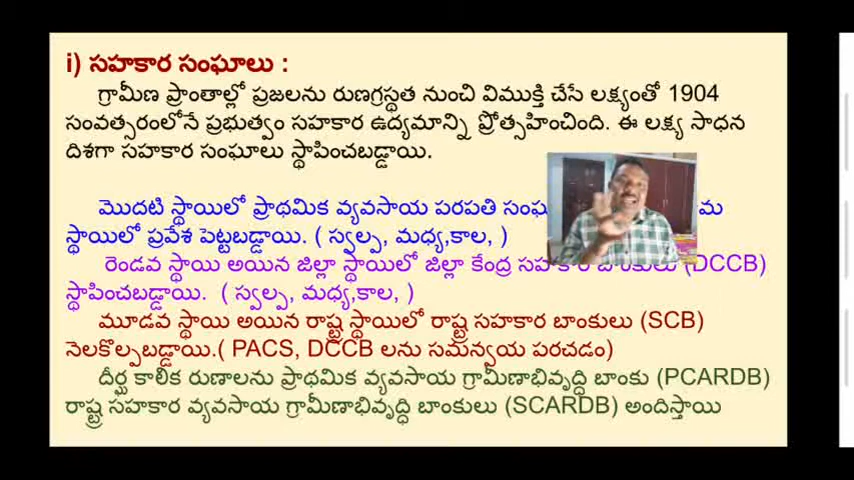 i) సహకార సంఘాలు :
గ్రామీణ ప్రాంతాల్లో ప్రజలను రుణగ్రస్థత నుంచి విముక్తి చేసే లక్ష్యంతో 1904
సంవత్సరంలోనే ప్రభుత్వం సహకార ఉద్యమాన్ని ప్రోత్సహించింది. ఈ లక్ష్య సాధన
దిశగా సహకార సంఘాలు స్థాపించబడ్డాయి.
మొదటి స్థాయిలో ప్రాథమిక వ్యవసాయ పరపతి
స్థాయిలో ప్రవేశ పెట్టబడ్డాయి. ( స్వల్ప, మధ్య,కాల, )
రెండవ స్థాయి అయిన జిల్లా స్థాయిలో జిల్లా కేంద్ర సహకార బాంకులు (DCCB)
స్థాపించబడ్డాయి. ( స్వల్ప, మధ్య,కాల, )
మూడవ స్థాయి అయిన రాష్ట్ర స్థాయిలో రాష్ట్ర సహకార బాంకులు (SCB)
నెలకొల్పబడ్డాయి.( PACS, DCCB లను సమన్వయ పరచడం)
దీర్ఘ కాలిక రుణాలను ప్రాథమిక వ్యవసాయ గ్రామీణాభివృద్ధి బాంకు (PCARDB)
రాష్ట్ర సహకార వ్యవసాయ గ్రామీణాభివృద్ధి బాంకులు (SCARDB) అందిస్తాయి